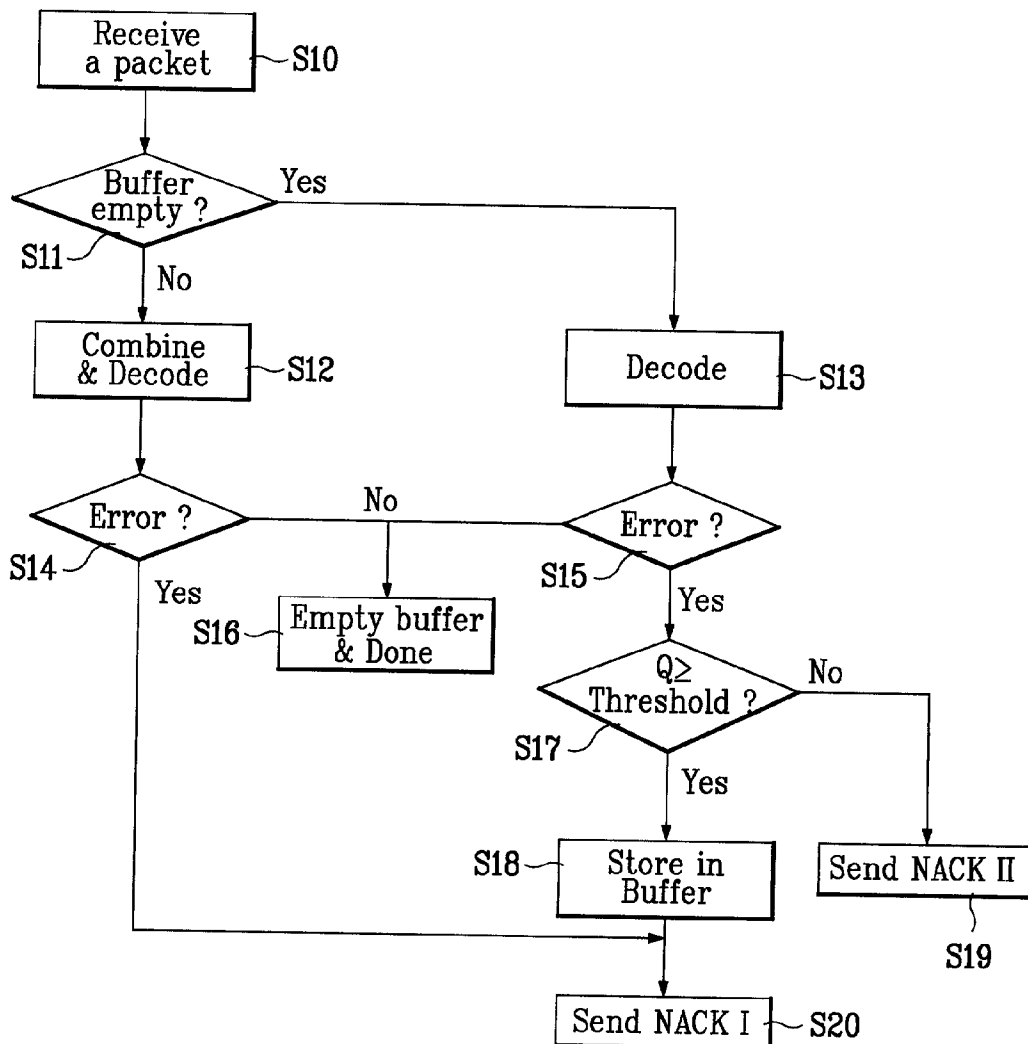 Receive
a packet
S10
Buffer
empty ?
Yes
S11
No
Combine
& Decode
S12
Decode
S13
Error ?
No
Error ?
S14
S15
Yes
Yes
S16
Empty buffer
& Done
Q≥
Threshold ?
No
S17
Yes
S18
Store in
Buffer
Send NACK II
S19
Send NACK I
S20